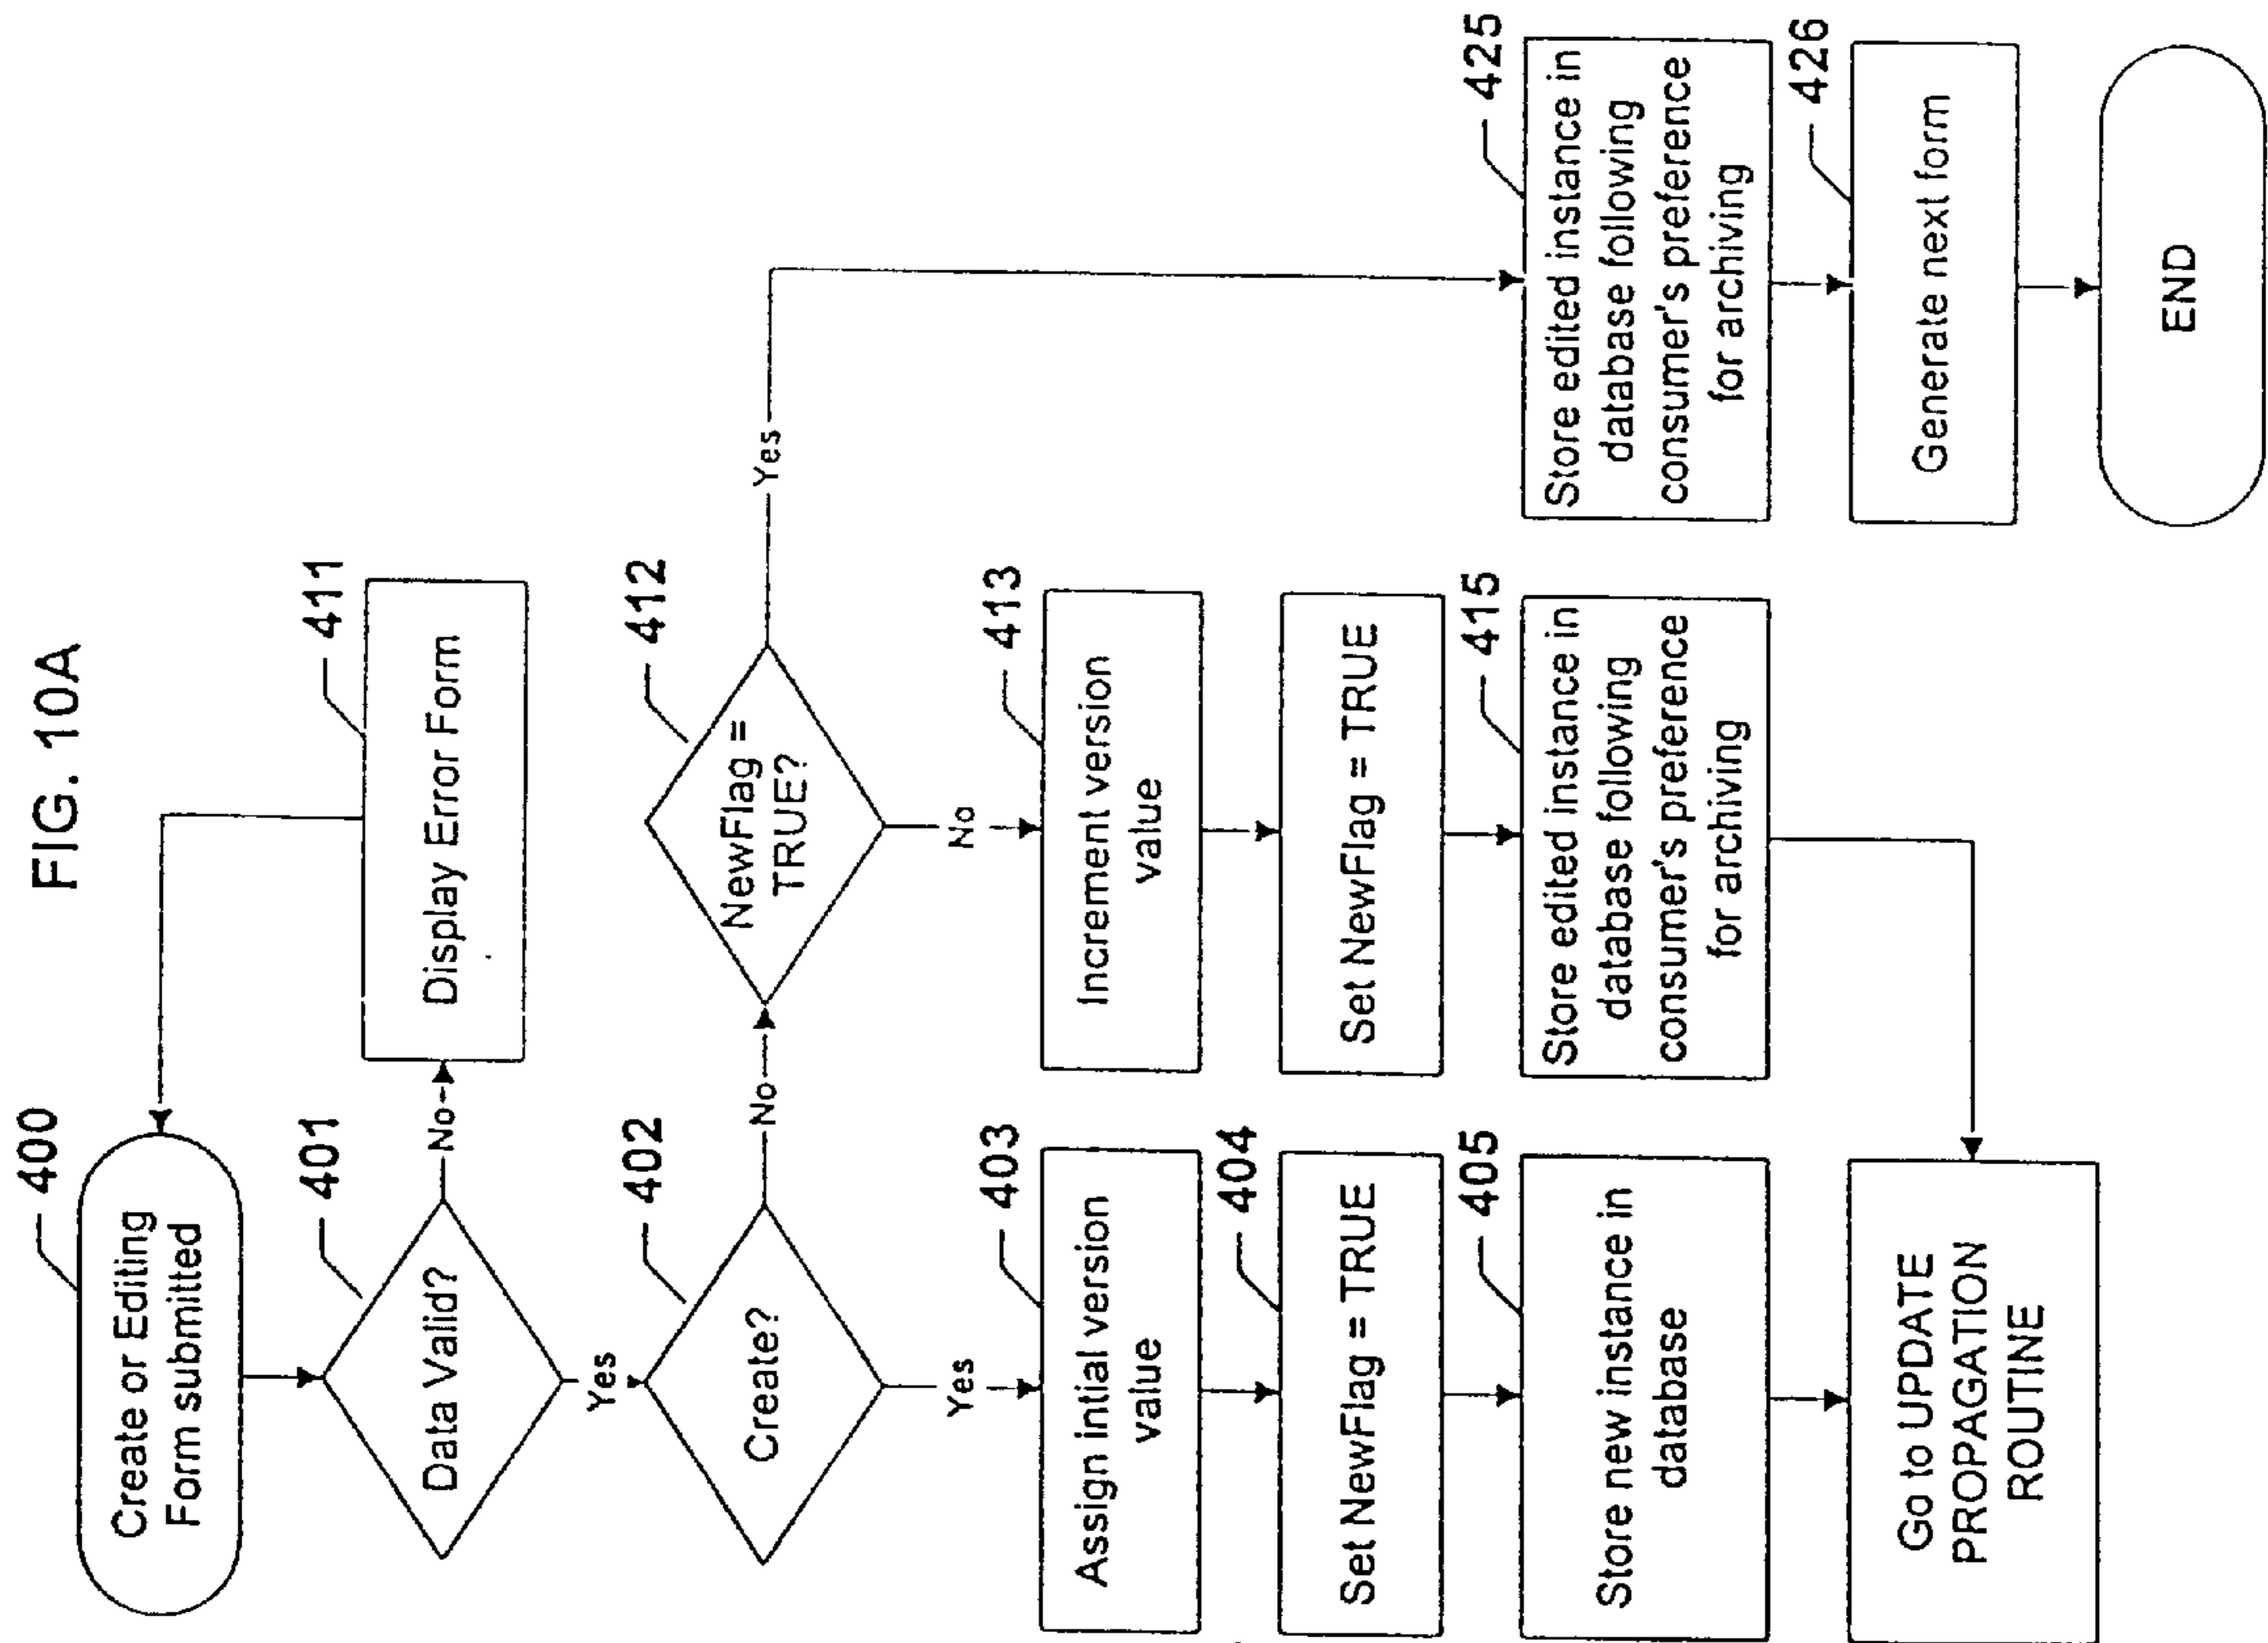 FIG. 10A
400
Create or Editing
Form submitted
401
Data Valid?
No
411
Display Error Form
Yes
402
Create?
No
412
NewFlag =
TRUE?
Yes
Yes
403
Assign intial version
value
No
413
Increment version
value
404
Set NewFlag = TRUE
Set NewFlag = TRUE
405
Store new instance in
database
415
Store edited instance in
database following
consumer's preference
for archiving
425
Store edited instance in
database following
consumer's preference
for archiving
Go to UPDATE
PROPAGATION
ROUTINE
426
Generate next form
END